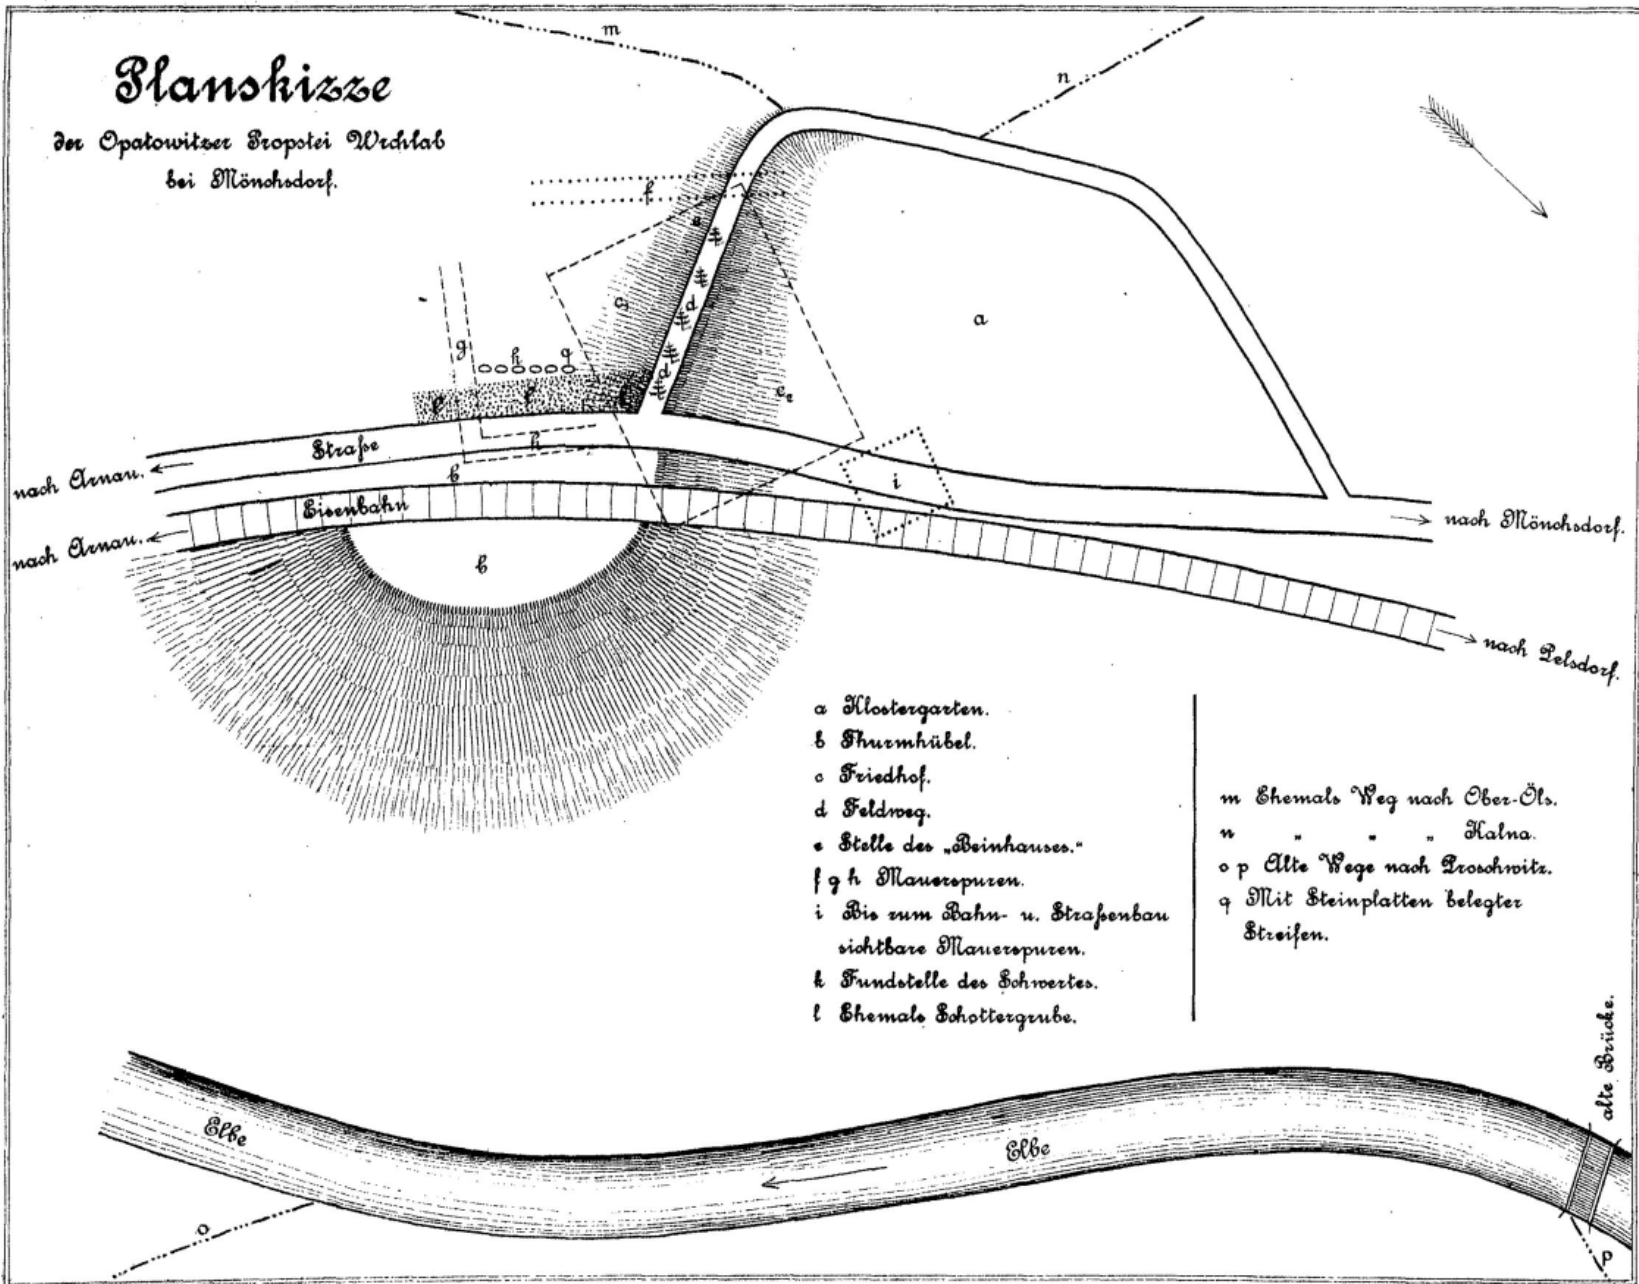 Planskizze
der Opatowitzer Propstei Wrchlab
bei Mönchsdorf.
m
n
f
e
c
d
a
g
h
q
d
l
l
l
c
Straße
h
i
nach Arnau.
b
Eisenbahn
nach Mönchsdorf.
nach Arnau.
b
nach Pelsdorf.
a Klostergarten.
b Thurmhübel.
c Friedhof.
d Feldweg.
e Stelle des „Beinhauses.“
f g h Mauerspuren.
i Bis zum Bahn- u. Straßenbau
sichtbare Mauerspuren.
k Fundstelle des Schwertes.
l Ehemals Schottergrube.
m Ehemals Weg nach Ober-Öls.
n " " " Kalna.
o p Alte Wege nach Proschwitz.
q Mit Steinplatten belegter
Streifen.
alte Brücke.
Elbe
Elbe
o
p